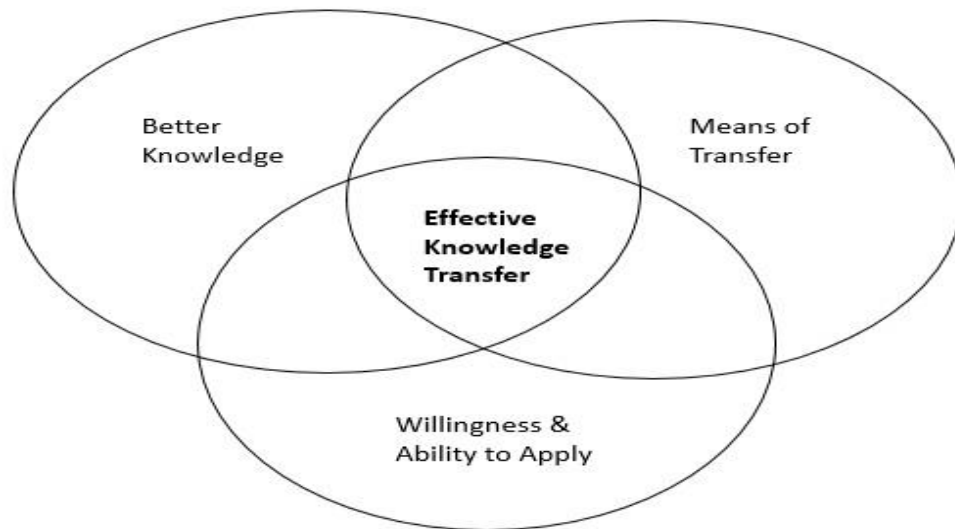 Better
Knowledge
Means of
Transfer
Effective
Knowledge
Transfer
Willingness &
Ability to Apply